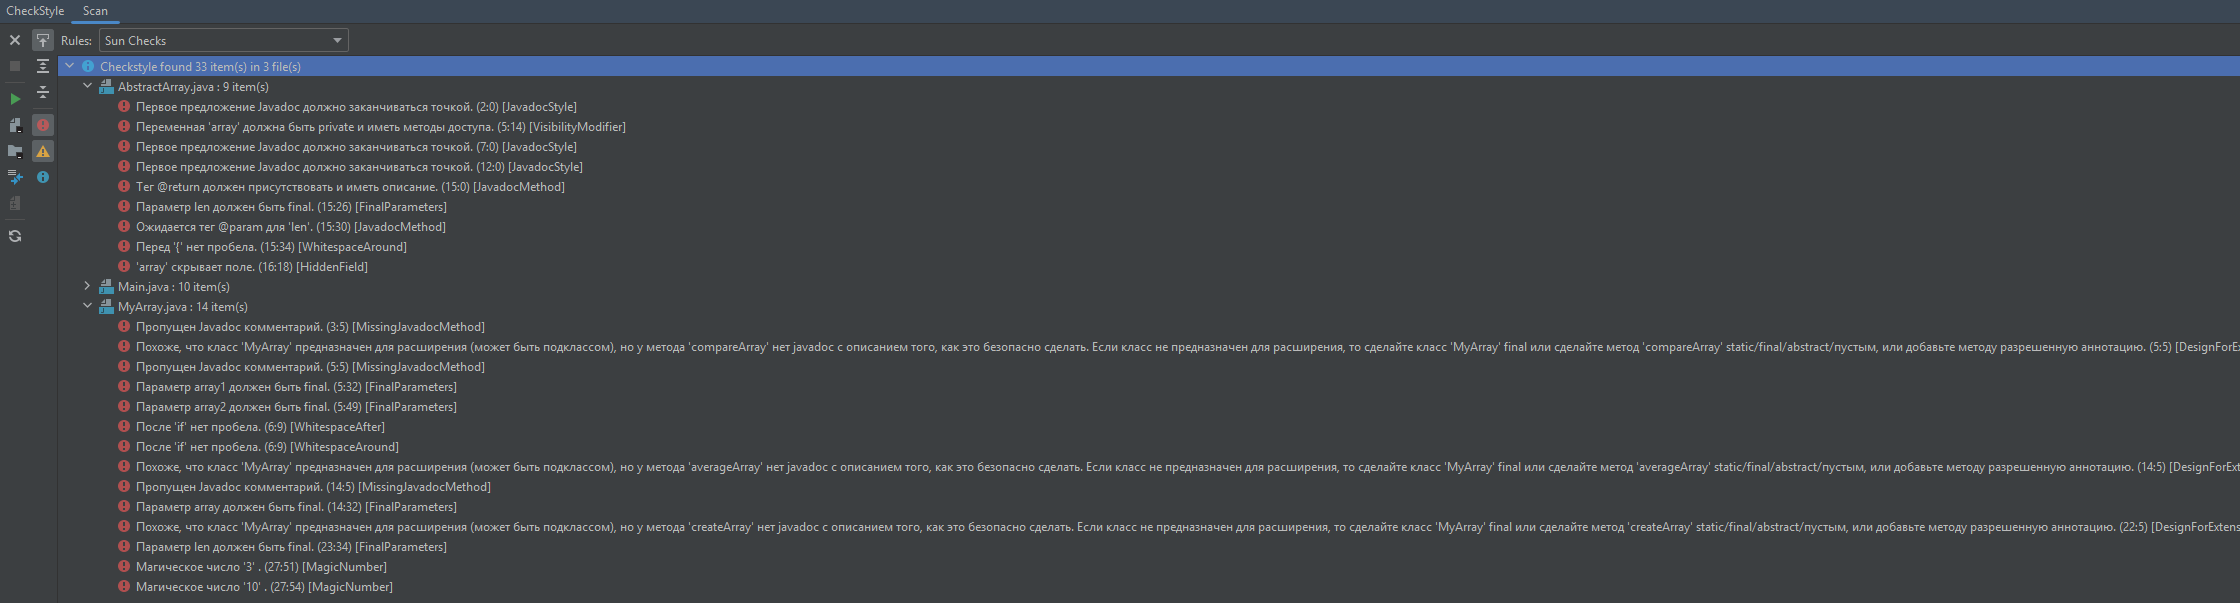 CheckStyle Scan
Rules: Sun Checks
Checkstyle found 33 item(s) in 3 file(s)
AbstractArray.java : 9 item(s)
Первое предложение Javadoc должно заканчиваться точкой. (2:0) [JavadocStyle]
Переменная 'array' должна быть private и иметь методы доступа. (5:14) [VisibilityModifier]
Первое предложение Javadoc должно заканчиваться точкой. (7:0) [JavadocStyle]
Первое предложение Javadoc должно заканчиваться точкой. (12:0) [JavadocStyle]
Тег @return должен присутствовать и иметь описание. (15:0) [JavadocMethod]
Параметр len должен быть final. (15:26) [FinalParameters]
Ожидается тег @param для 'len'. (15:30) [JavadocMethod]
Перед '{' нет пробела. (15:34) [WhitespaceAround]
'array' скрывает поле. (16:18) [HiddenField]
Main.java : 10 item(s)
MyArray.java : 14 item(s)
Пропущен Javadoc комментарий. (3:5) [MissingJavadocMethod]
Похоже, что класс 'MyArray' предназначен для расширения (может быть подклассом), но у метода 'compareArray' нет javadoc с описанием того, как это безопасно сделать. Если класс не предназначен для расширения, то сделайте класс 'MyArray' final или сделайте метод 'compareArray' static/final/abstract/пустым, или добавьте методу разрешенную аннотацию. (5:5) [DesignForEx
Пропущен Javadoc комментарий. (5:5) [MissingJavadocMethod]
Параметр array1 должен быть final. (5:32) [FinalParameters]
Параметр array2 должен быть final. (5:49) [FinalParameters]
После 'if' нет пробела. (6:9) [WhitespaceAfter]
После 'if' нет пробела. (6:9) [WhitespaceAround]
Похоже, что класс 'MyArray' предназначен для расширения (может быть подклассом), но у метода 'averageArray' нет javadoc с описанием того, как это безопасно сделать. Если класс не предназначен для расширения, то сделайте класс 'MyArray' final или сделайте метод 'averageArray' static/final/abstract/пустым, или добавьте методу разрешенную аннотацию. (14:5) [DesignForExt
Пропущен Javadoc комментарий. (14:5) [MissingJavadocMethod]
Параметр array должен быть final. (14:32) [FinalParameters]
Похоже, что класс 'MyArray' предназначен для расширения (может быть подклассом), но у метода 'createArray' нет javadoc с описанием того, как это безопасно сделать. Если класс не предназначен для расширения, то сделайте класс 'MyArray' final или сделайте метод 'createArray' static/final/abstract/пустым, или добавьте методу разрешенную аннотацию. (22:5) [DesignForExtens
Параметр len должен быть final. (23:34) [FinalParameters]
Магическое число '3' . (27:51) [MagicNumber]
Магическое число '10' . (27:54) [MagicNumber]